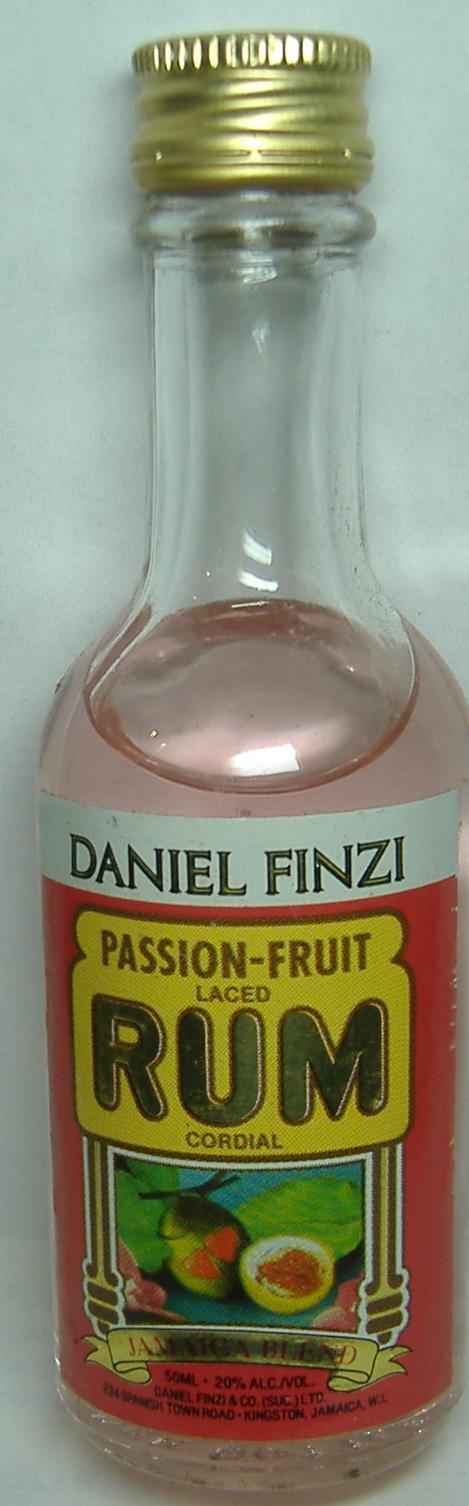 DANIEL FINZI
PASSION-FRUIT
LACED
RUM
CORDIAL
JAMAICA BLEND
50ML • 20% ALC./VOL.
DANIEL FINZI & CO. (SUC.) LTD.
234 SPANISH TOWN ROAD • KINGSTON, JAMAICA, W.I.